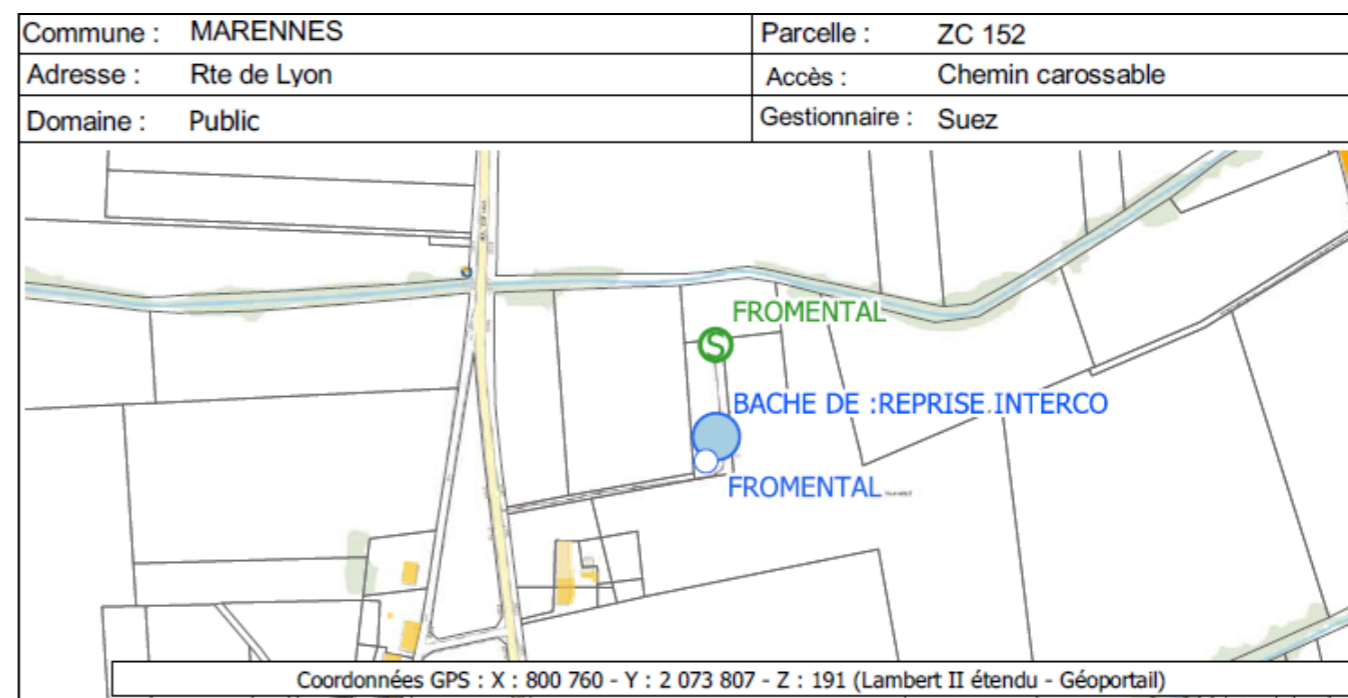 Commune : MARENNES Parcelle : ZC 152
Adresse : Rte de Lyon Accès : Chemin carossable
Domaine : Public Gestionnaire : Suez
FROMENTAL
S
BACHE DE :REPRISE INTERCO
FROMENTAL
Coordonnées GPS : X : 800 760 - Y : 2 073 807 - Z : 191 (Lambert II étendu - Géoportail)